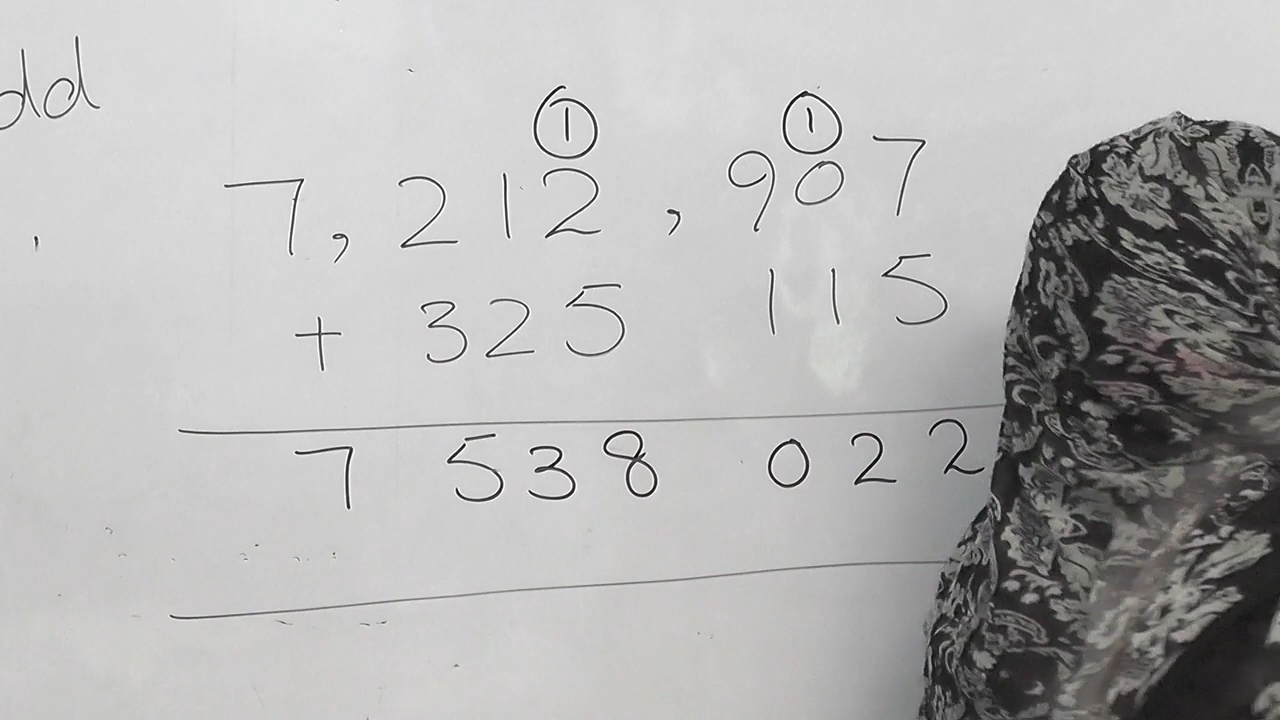 dd
① ①
7, 212, 907
+ 325 115
7 538 022